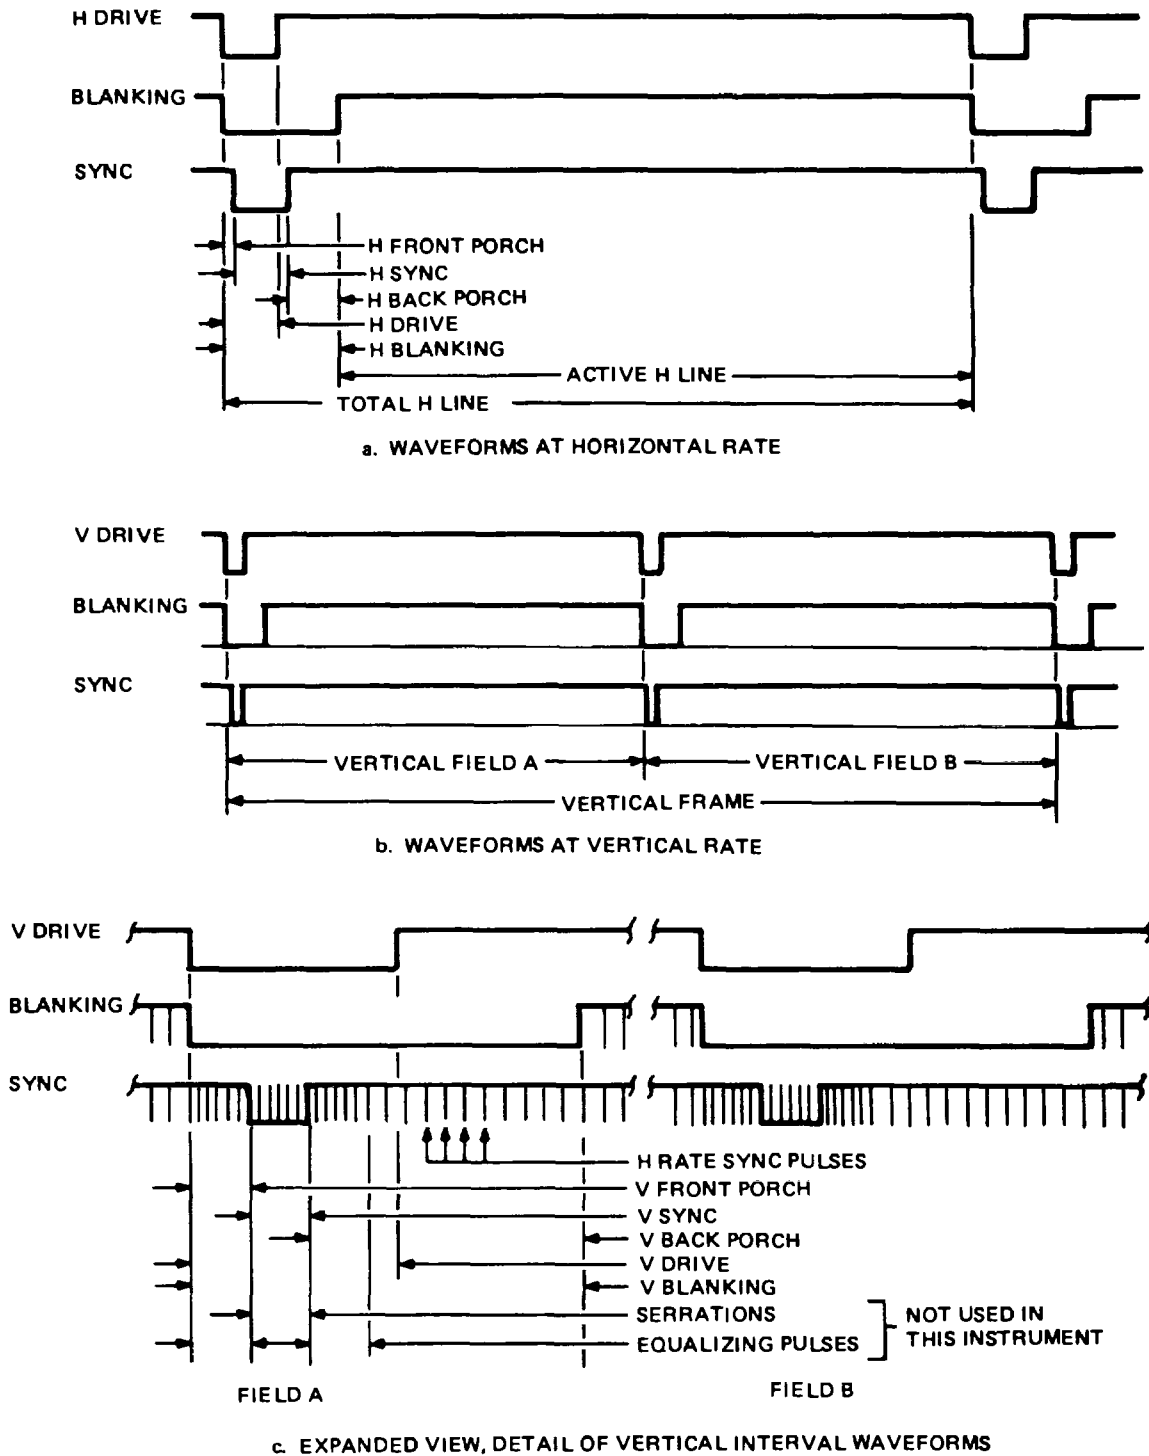 H DRIVE
BLANKING
SYNC
H FRONT PORCH
H SYNC
H BACK PORCH
H DRIVE
H BLANKING
ACTIVE H LINE
TOTAL H LINE
a. WAVEFORMS AT HORIZONTAL RATE
V DRIVE
BLANKING
SYNC
VERTICAL FIELD A
VERTICAL FIELD B
VERTICAL FRAME
b. WAVEFORMS AT VERTICAL RATE
V DRIVE
BLANKING
SYNC
H RATE SYNC PULSES
V FRONT PORCH
V SYNC
V BACK PORCH
V DRIVE
V BLANKING
SERRATIONS
EQUALIZING PULSES
NOT USED IN
THIS INSTRUMENT
FIELD A
FIELD B
c. EXPANDED VIEW, DETAIL OF VERTICAL INTERVAL WAVEFORMS